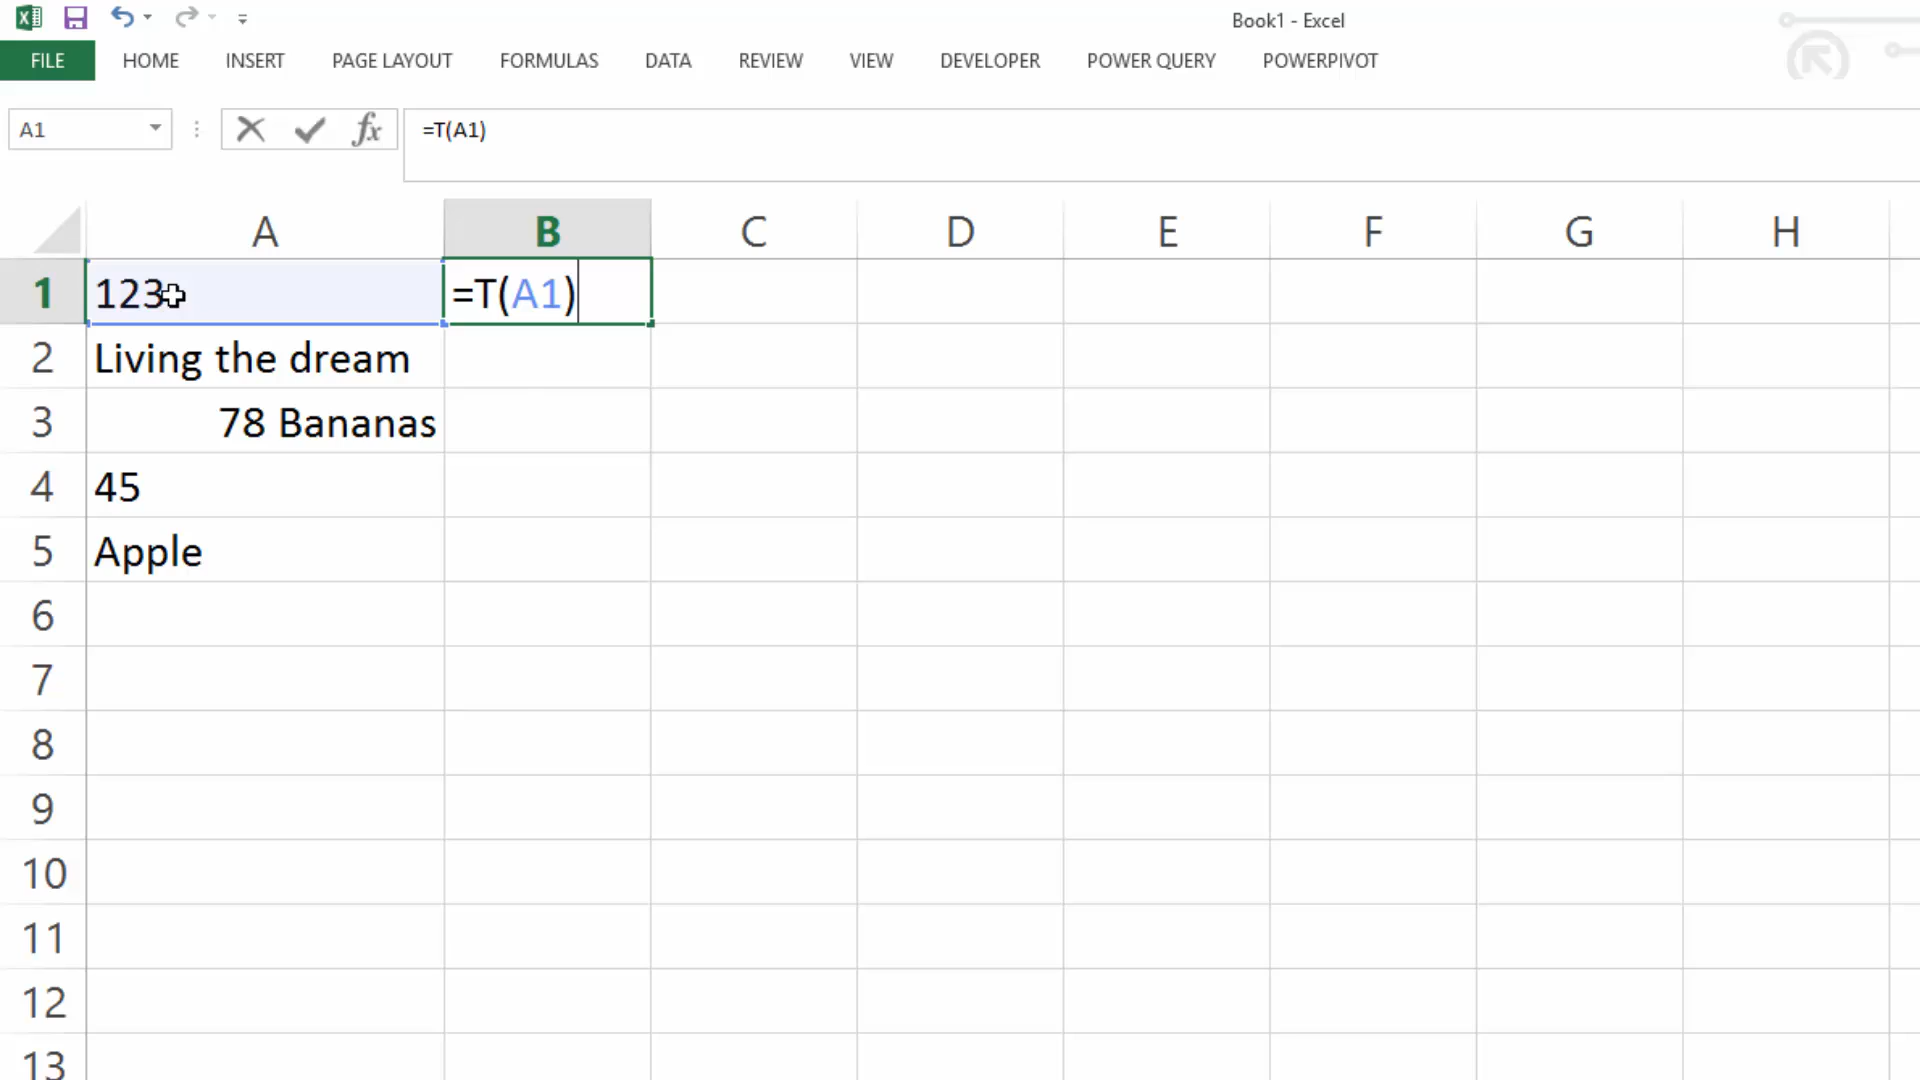 Book1 - Excel
FILE HOME INSERT PAGE LAYOUT FORMULAS DATA REVIEW VIEW DEVELOPER POWER QUERY POWERPIVOT
A1 fx =T(A1)
A B C D E F G H
1 123 =T(A1)
2 Living the dream
3 78 Bananas
4 45
5 Apple
6
7
8
9
10
11
12
13